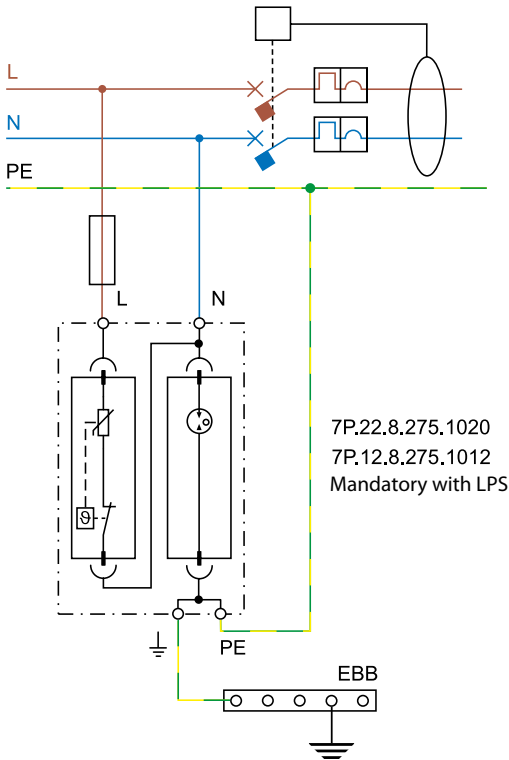 L
N
PE
L
N
7P.22.8.275.1020
7P.12.8.275.1012
Mandatory with LPS
ϑ
PE
EBB